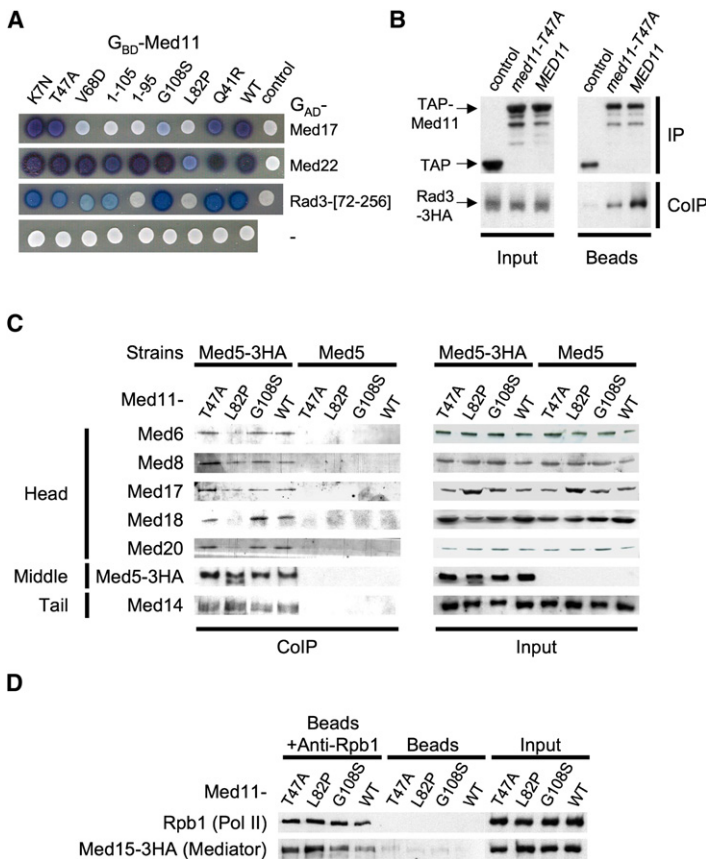 A
G_BD-Med11
K7N T47A V68D 1-105 1-95 G108S L82P Q41R WT control
G_AD-
Med17
Med22
Rad3-[72-256]
-
B
control med11-T47A MED11 control med11-T47A MED11
TAP-
Med11
TAP
IP
Rad3
-3HA
CoIP
Input Beads
C
Strains Med5-3HA Med5 Med5-3HA Med5
Med11- T47A L82P G108S WT T47A L82P G108S WT T47A L82P G108S WT T47A L82P G108S WT
Med6
Med8
Head Med17
Med18
Med20
Middle Med5-3HA
Tail Med14
CoIP Input
D
Beads
+Anti-Rpb1 Beads Input
Med11- T47A L82P G108S WT T47A L82P G108S WT T47A L82P G108S WT
Rpb1 (Pol II)
Med15-3HA (Mediator)